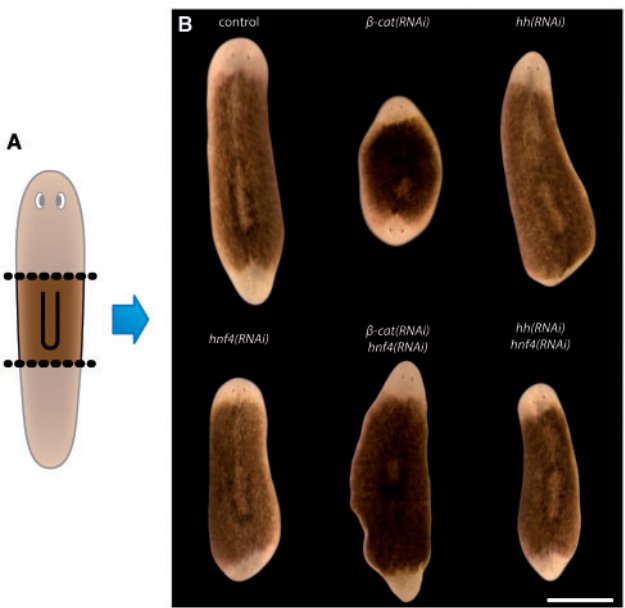 A
B
control
β-cat(RNAi)
hh(RNAi)
hnf4(RNAi)
β-cat(RNAi)
hnf4(RNAi)
hh(RNAi)
hnf4(RNAi)